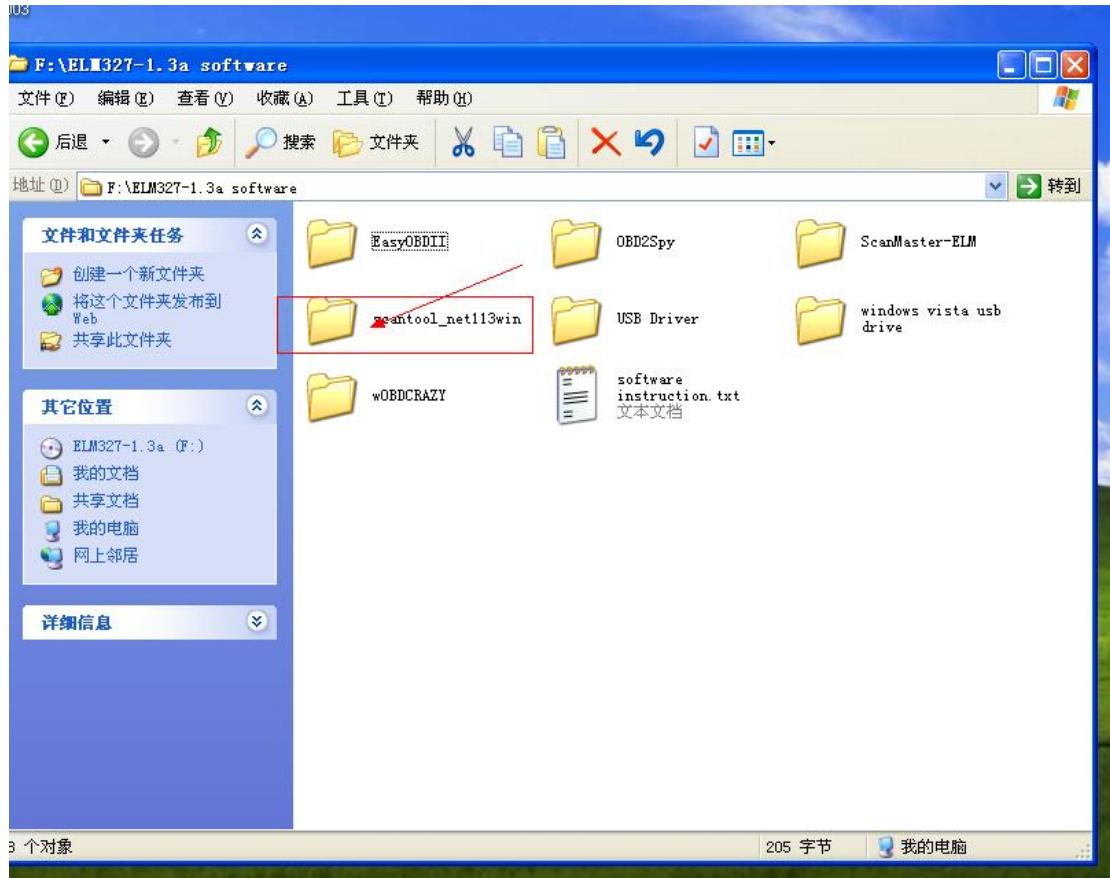 003
F:\ELM327-1.3a software
文件(F) 编辑(E) 查看(V) 收藏(A) 工具(T) 帮助(H)
后退 搜索 文件夹
地址(D) F:\ELM327-1.3a software 转到
文件和文件夹任务
创建一个新文件夹
将这个文件夹发布到
Web
共享此文件夹
其它位置
ELM327-1.3a (F:)
我的文档
共享文档
我的电脑
网上邻居
详细信息
EasyOBDII OBD2Spy ScanMaster-ELM
scantool_net113win USB Driver windows vista usb
drive
wOBDCRAZY software
instruction.txt
文本文档
8 个对象 205 字节 我的电脑